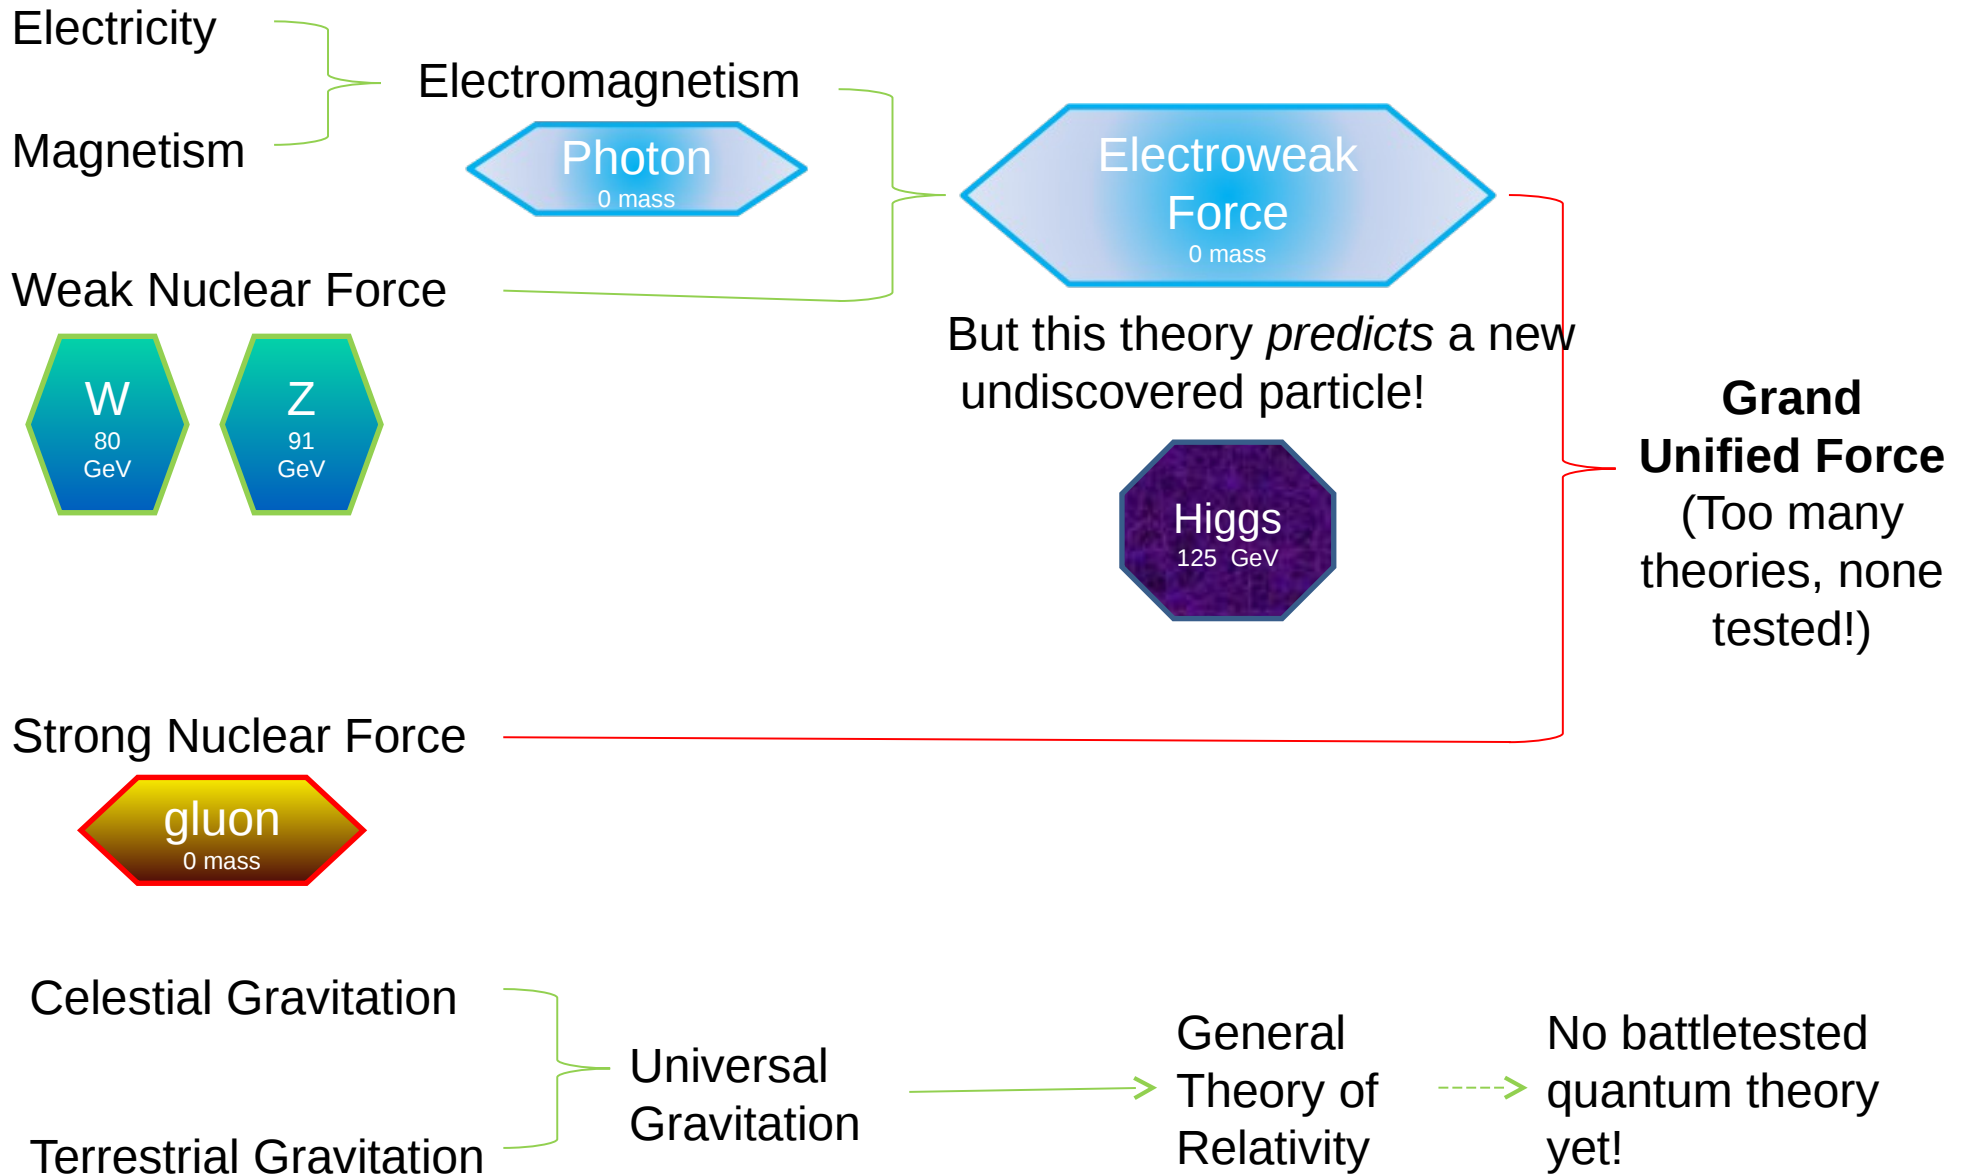 Electricity
Magnetism
Electromagnetism
Photon
0 mass
Weak Nuclear Force
W
80
GeV
Z
91
GeV
Electroweak
Force
0 mass
But this theory predicts a new
undiscovered particle!
Higgs
125 GeV
Grand
Unified Force
(Too many
theories, none
tested!)
Strong Nuclear Force
gluon
0 mass
Celestial Gravitation
Terrestrial Gravitation
Universal
Gravitation
General
Theory of
Relativity
No battletested
quantum theory
yet!